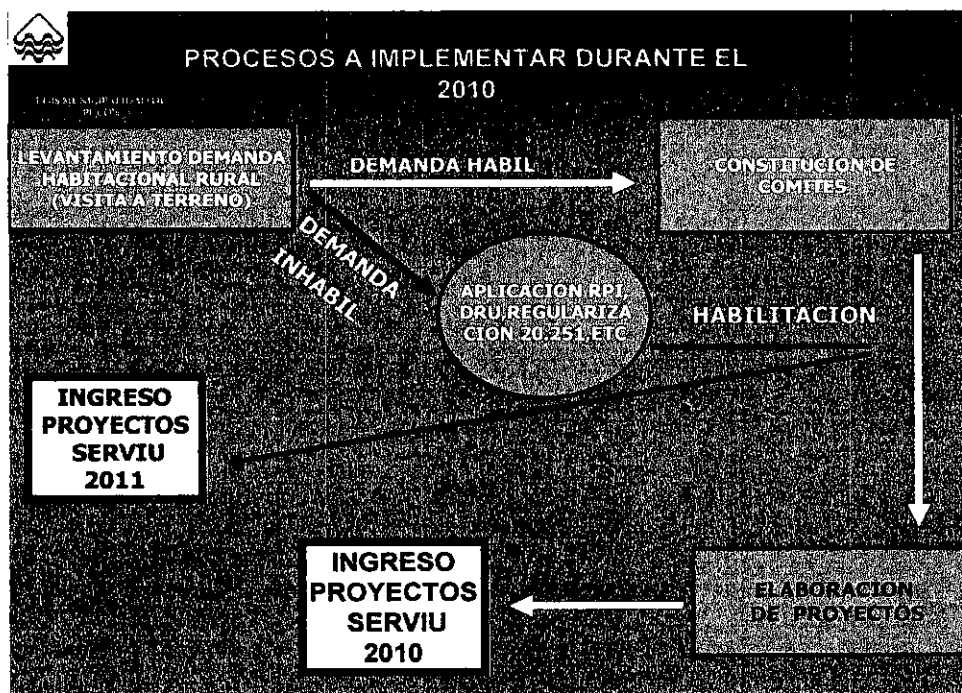 PROCESOS A IMPLEMENTAR DURANTE EL
2010
LEVANTAMIENTO DEMANDA
HABITACIONAL RURAL
(VISITA A TERRENO)
DEMANDA HABIL
CONSTITUCION DE
COMITES
DEMANDA
INHABIL
APLICACION RPI
DRU.REGULARIZA
CION 20.251,ETC
HABILITACION
INGRESO
PROYECTOS
SERVIU
2011
INGRESO
PROYECTOS
SERVIU
2010
ELABORACION
DE PROYECTOS